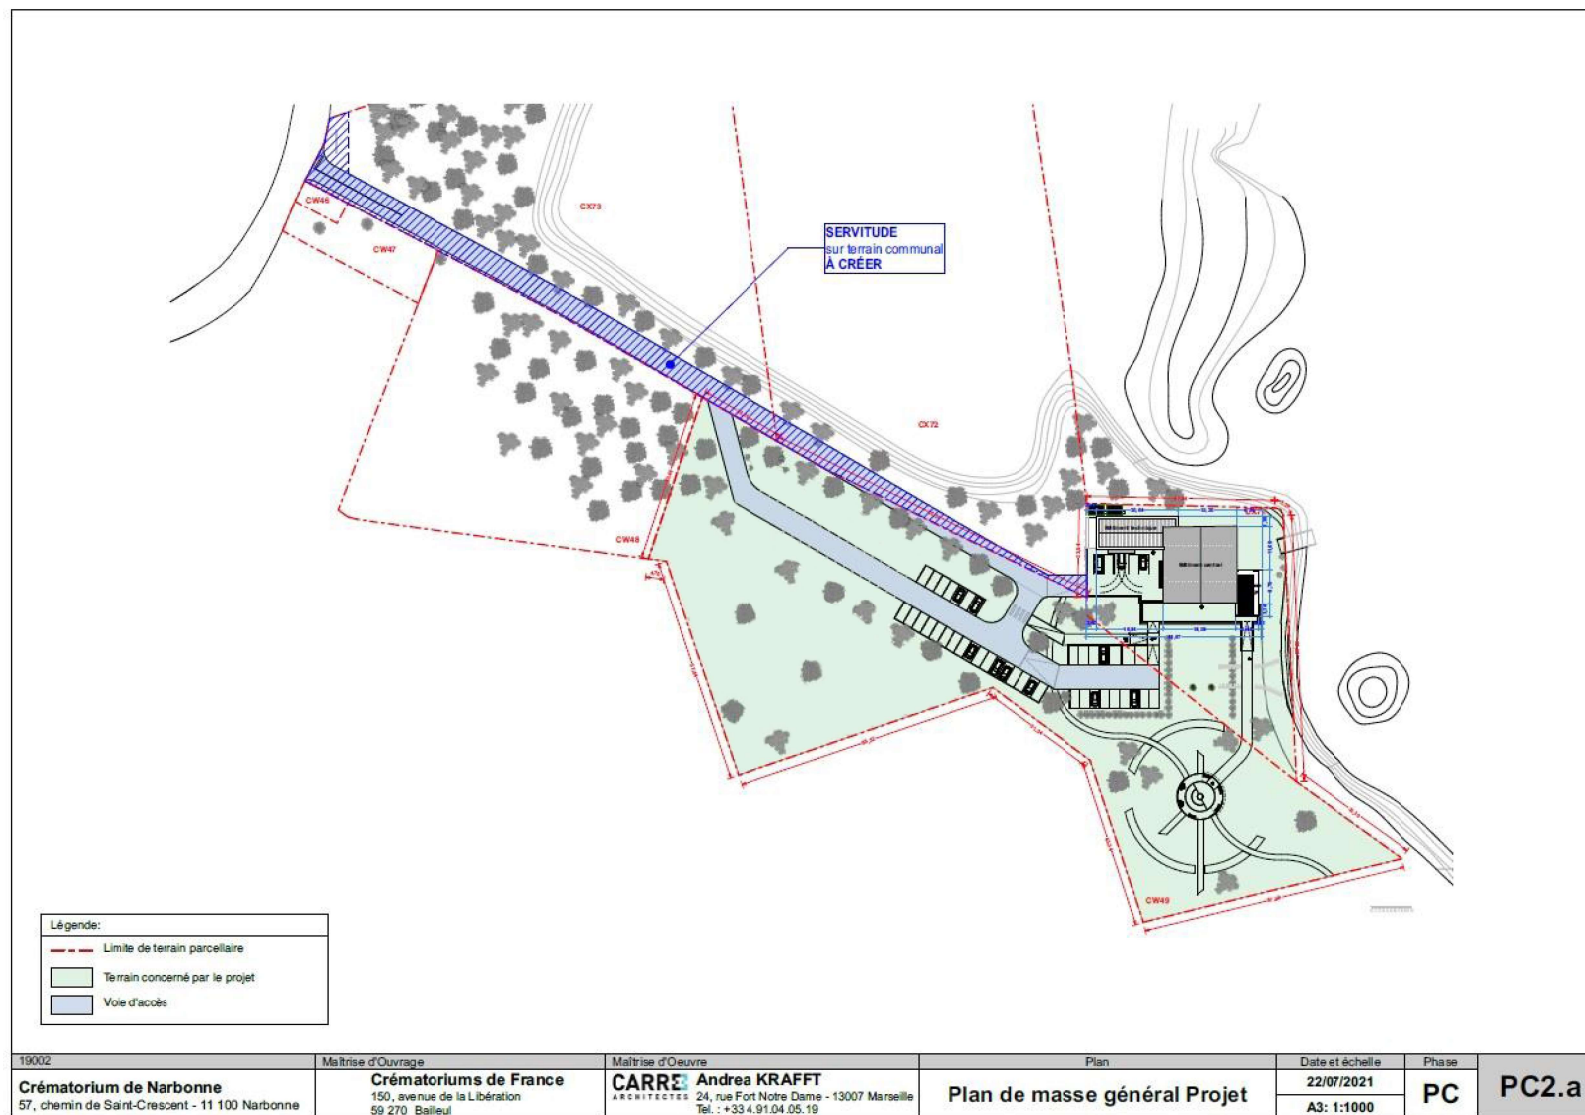 CX73
CW46
CW47
SERVITUDE
sur terrain communal
À CRÉER
CX72
CW48
Bâtiment technique
Bâtiment central
CW49
Légende:
Limite de terrain parcellaire
Terrain concerné par le projet
Voie d'accès
19002
Crématorium de Narbonne
57, chemin de Saint-Crescent - 11 100 Narbonne
Maîtrise d'Ouvrage
Crématoriums de France
150, avenue de la Libération
59 270 Bailleul
Maîtrise d'Oeuvre
CARRE
ARCHITECTES
Andrea KRAFFT
24, rue Fort Notre Dame - 13007 Marseille
Tel. : +33 4.91.04.05.19
Plan
Plan de masse général Projet
Date et échelle
22/07/2021
A3: 1:1000
Phase
PC
PC2.a